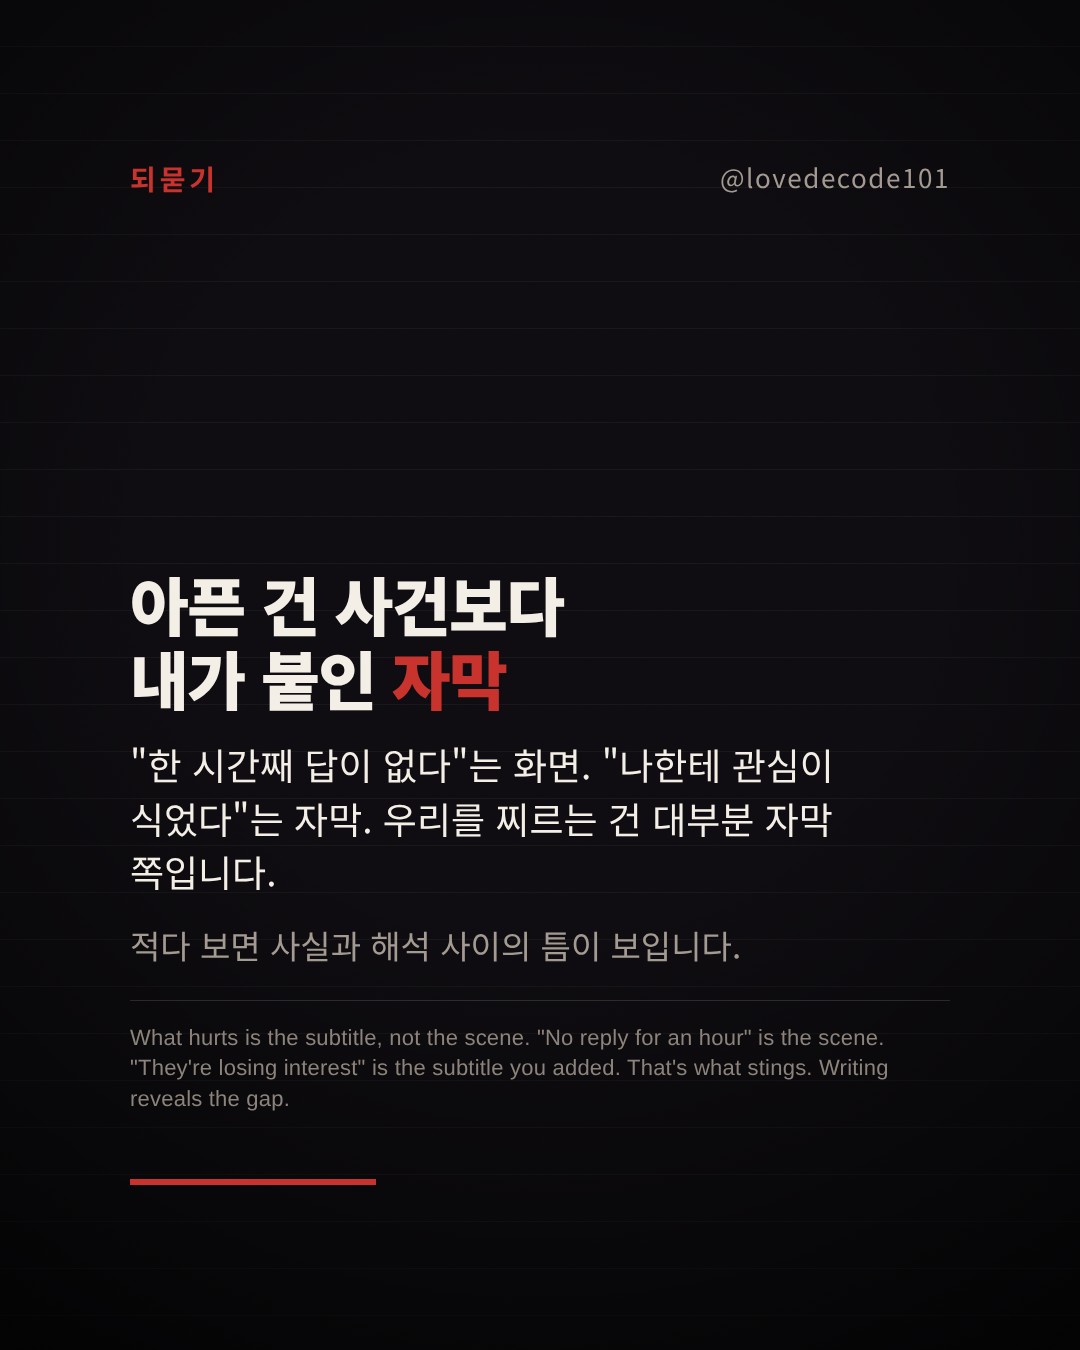 되묻기
@lovedecode101
아픈 건 사건보다
내가 붙인 자막
"한 시간째 답이 없다"는 화면. "나한테 관심이
식었다"는 자막. 우리를 찌르는 건 대부분 자막
쪽입니다.
적다 보면 사실과 해석 사이의 틈이 보입니다.
What hurts is the subtitle, not the scene. "No reply for an hour" is the scene.
"They're losing interest" is the subtitle you added. That's what stings. Writing
reveals the gap.